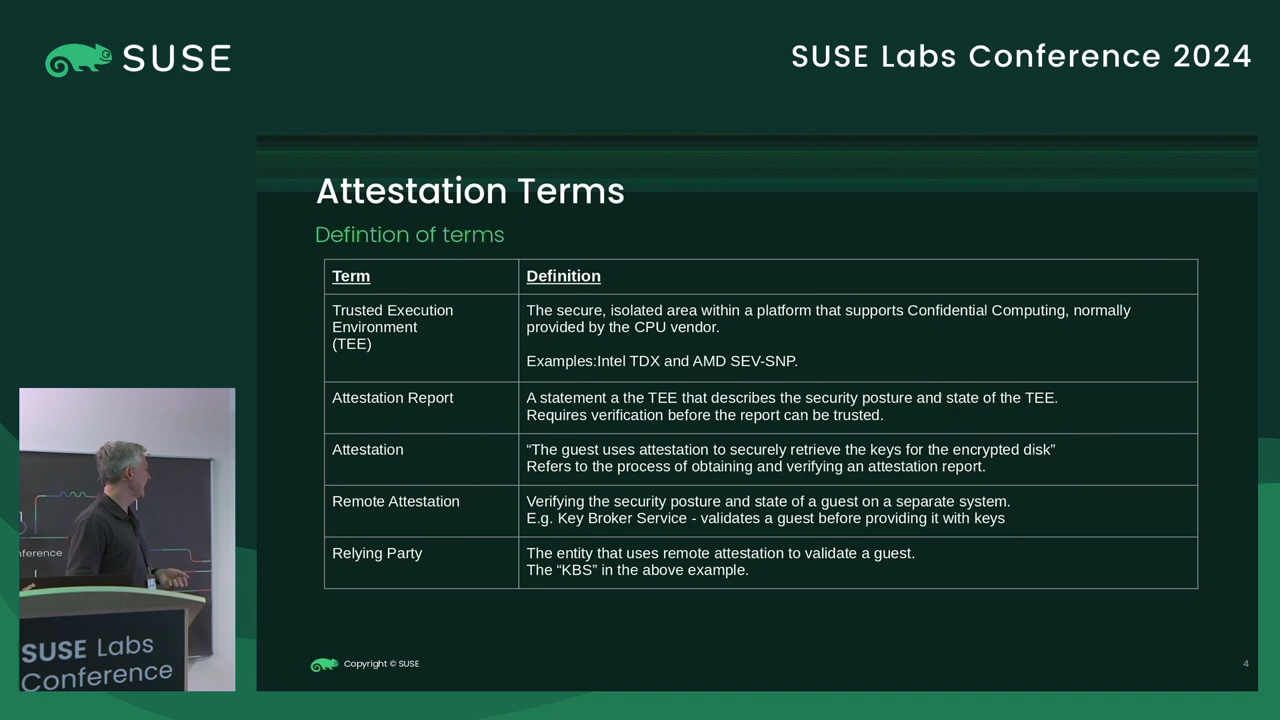 SUSE
SUSE Labs Conference 2024
Attestation Terms
Defintion of terms
Term
Definition
Trusted Execution
Environment
(TEE)
The secure, isolated area within a platform that supports Confidential Computing, normally
provided by the CPU vendor.
Examples:Intel TDX and AMD SEV-SNP.
Attestation Report
A statement a the TEE that describes the security posture and state of the TEE.
Requires verification before the report can be trusted.
Attestation
“The guest uses attestation to securely retrieve the keys for the encrypted disk”
Refers to the process of obtaining and verifying an attestation report.
Remote Attestation
Verifying the security posture and state of a guest on a separate system.
E.g. Key Broker Service - validates a guest before providing it with keys
Relying Party
The entity that uses remote attestation to validate a guest.
The “KBS” in the above example.
nference
SUSE Labs
Conference
Copyright © SUSE
4